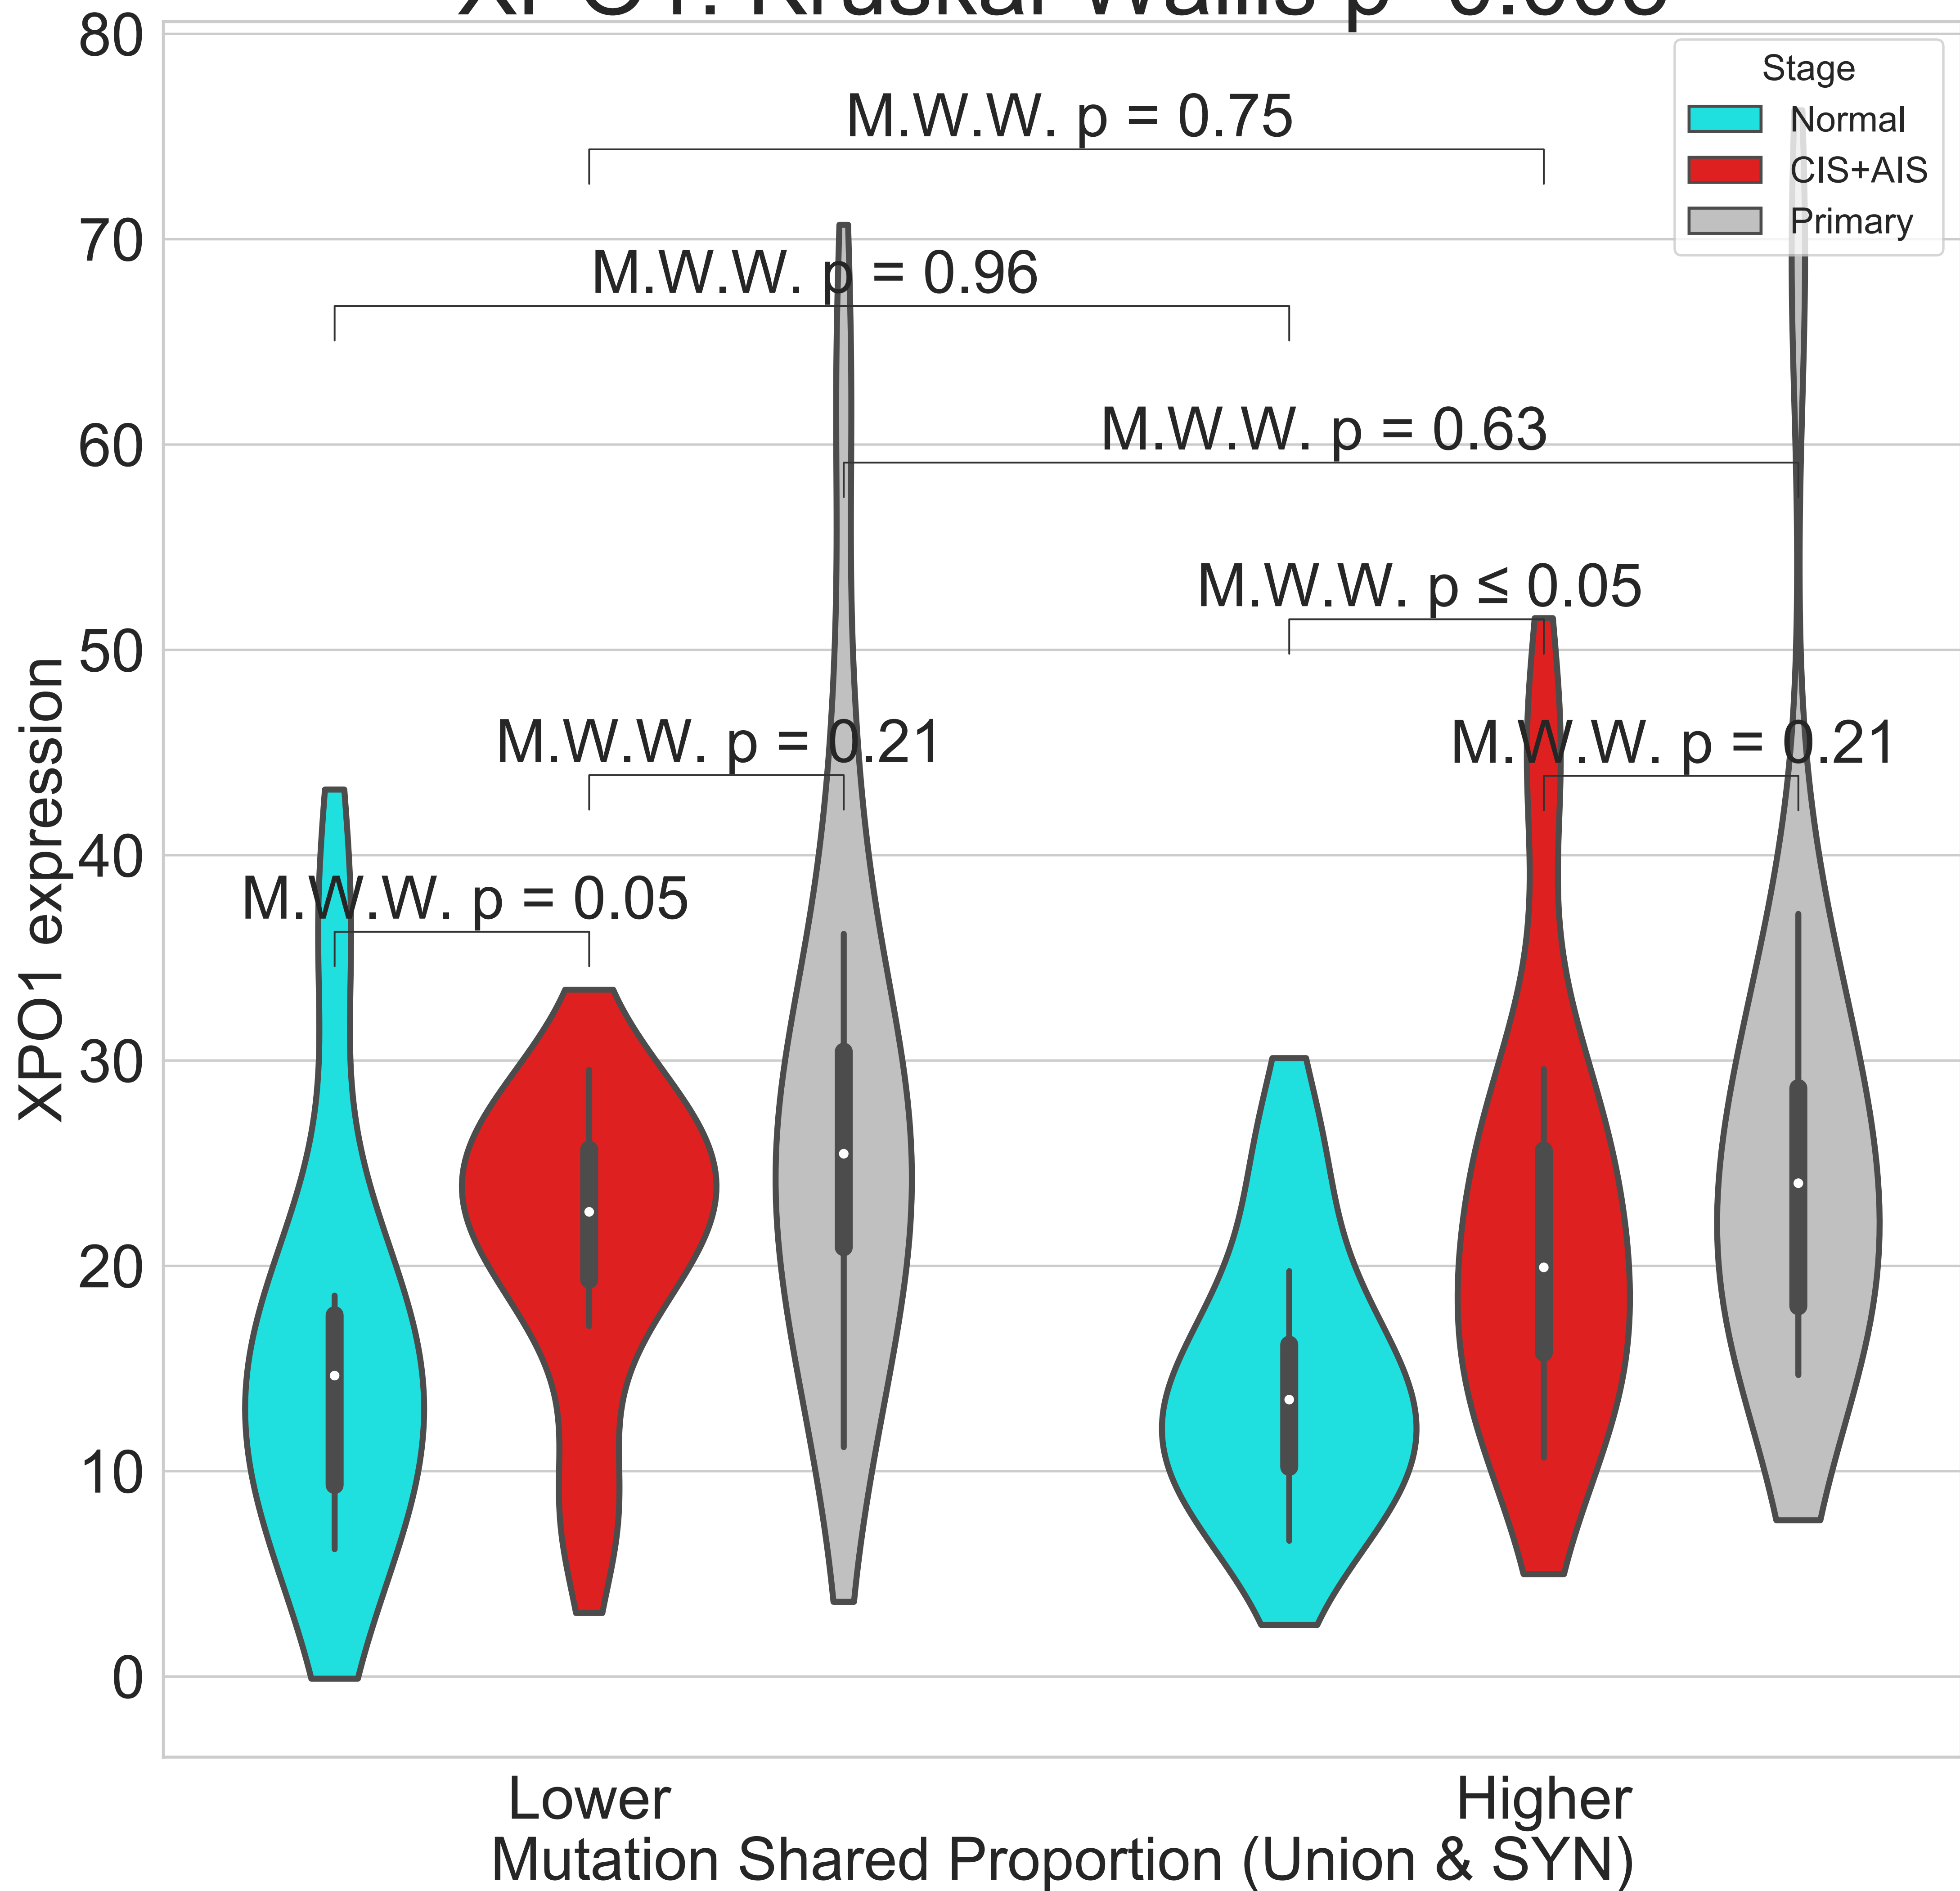 XPO1
80
70
60
50
40
30
20
10
0
XPO1 expression
Stage
Normal
CIS+AIS
Primary
M.W.W. p = 0.75
M.W.W. p = 0.96
M.W.W. p = 0.63
M.W.W. p ≤ 0.05
M.W.W. p = 0.21
M.W.W. p = 0.21
M.W.W. p = 0.05
Lower
Higher
Mutation Shared Proportion (Union & SYN)